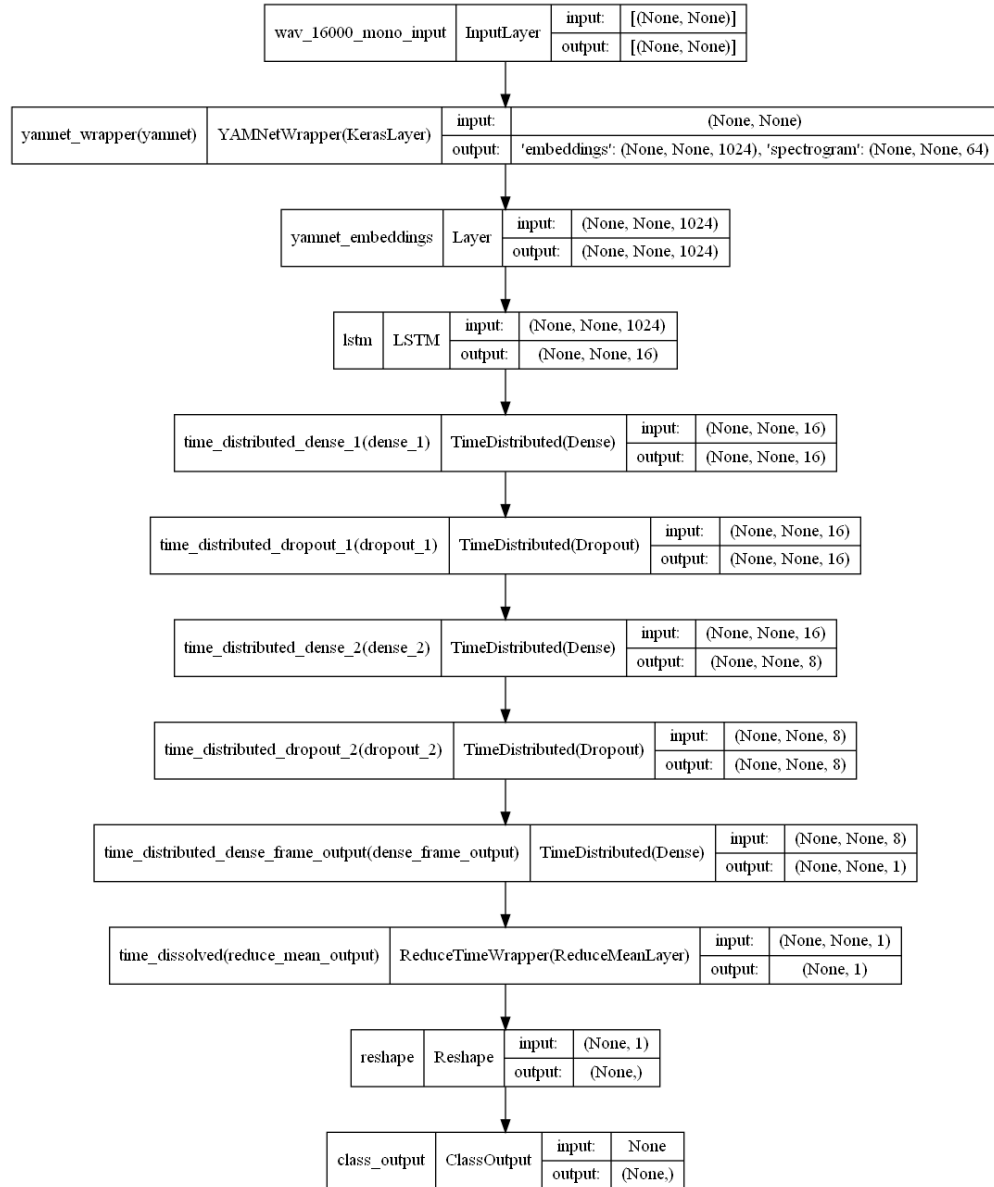 wav_16000_mono_input InputLayer input: [(None, None)]
output: [(None, None)]
yamnet_wrapper(yamnet) YAMNetWrapper(KerasLayer) input: (None, None)
output: 'embeddings': (None, None, 1024), 'spectrogram': (None, None, 64)
yamnet_embeddings Layer input: (None, None, 1024)
output: (None, None, 1024)
lstm LSTM input: (None, None, 1024)
output: (None, None, 16)
time_distributed_dense_1(dense_1) TimeDistributed(Dense) input: (None, None, 16)
output: (None, None, 16)
time_distributed_dropout_1(dropout_1) TimeDistributed(Dropout) input: (None, None, 16)
output: (None, None, 16)
time_distributed_dense_2(dense_2) TimeDistributed(Dense) input: (None, None, 16)
output: (None, None, 8)
time_distributed_dropout_2(dropout_2) TimeDistributed(Dropout) input: (None, None, 8)
output: (None, None, 8)
time_distributed_dense_frame_output(dense_frame_output) TimeDistributed(Dense) input: (None, None, 8)
output: (None, None, 1)
time_dissolved(reduce_mean_output) ReduceTimeWrapper(ReduceMeanLayer) input: (None, None, 1)
output: (None, 1)
reshape Reshape input: (None, 1)
output: (None,)
class_output ClassOutput input: None
output: (None,)